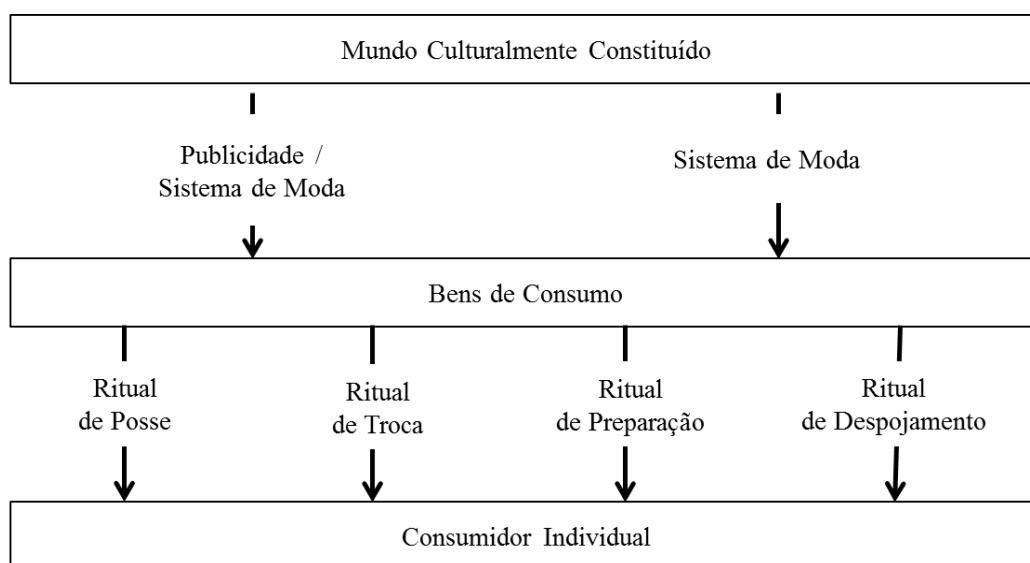 Mundo Culturalmente Constituído
Publicidade /
Sistema de Moda
Sistema de Moda
Bens de Consumo
Ritual
de Posse
Ritual
de Troca
Ritual
de Preparação
Ritual
de Despojamento
Consumidor Individual